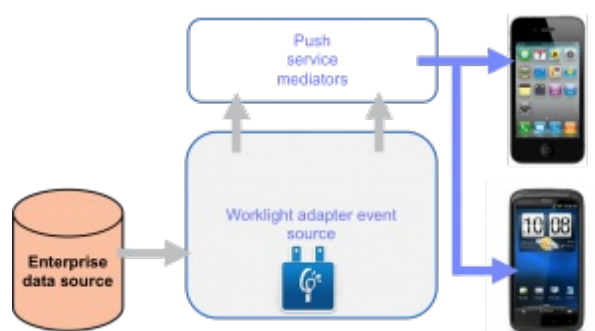 Push
service
mediators
Worklight adapter event
source
Enterprise
data source
10 08